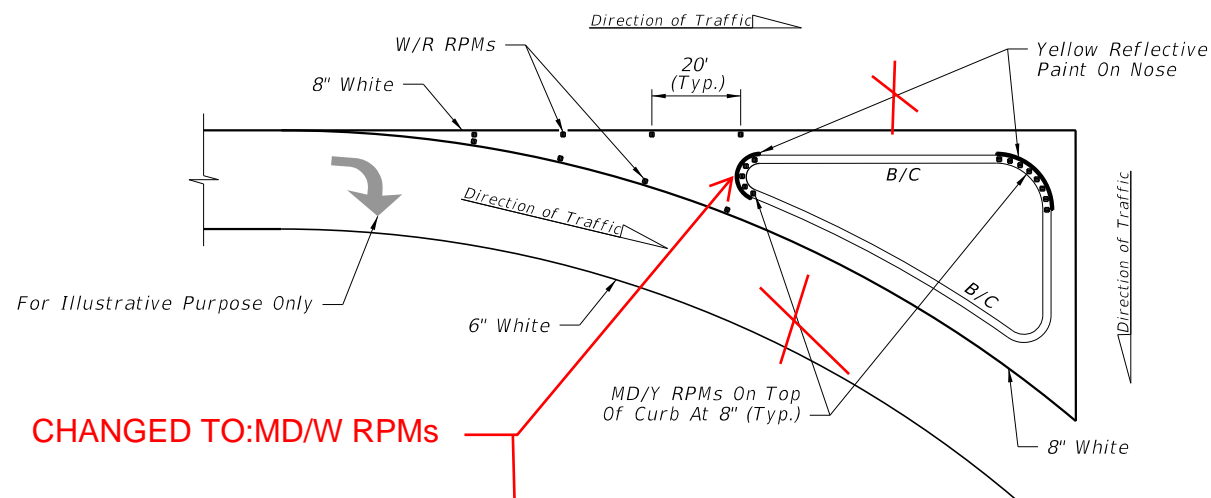 Direction of Traffic
W/R RPMs
Yellow Reflective
Paint On Nose
20'
(Typ.)
8" White
B/C
Direction of Traffic
Direction of Traffic
B/C
For Illustrative Purpose Only
6" White
MD/Y RPMs On Top
Of Curb At 8" (Typ.)
CHANGED TO:MD/W RPMs
8" White